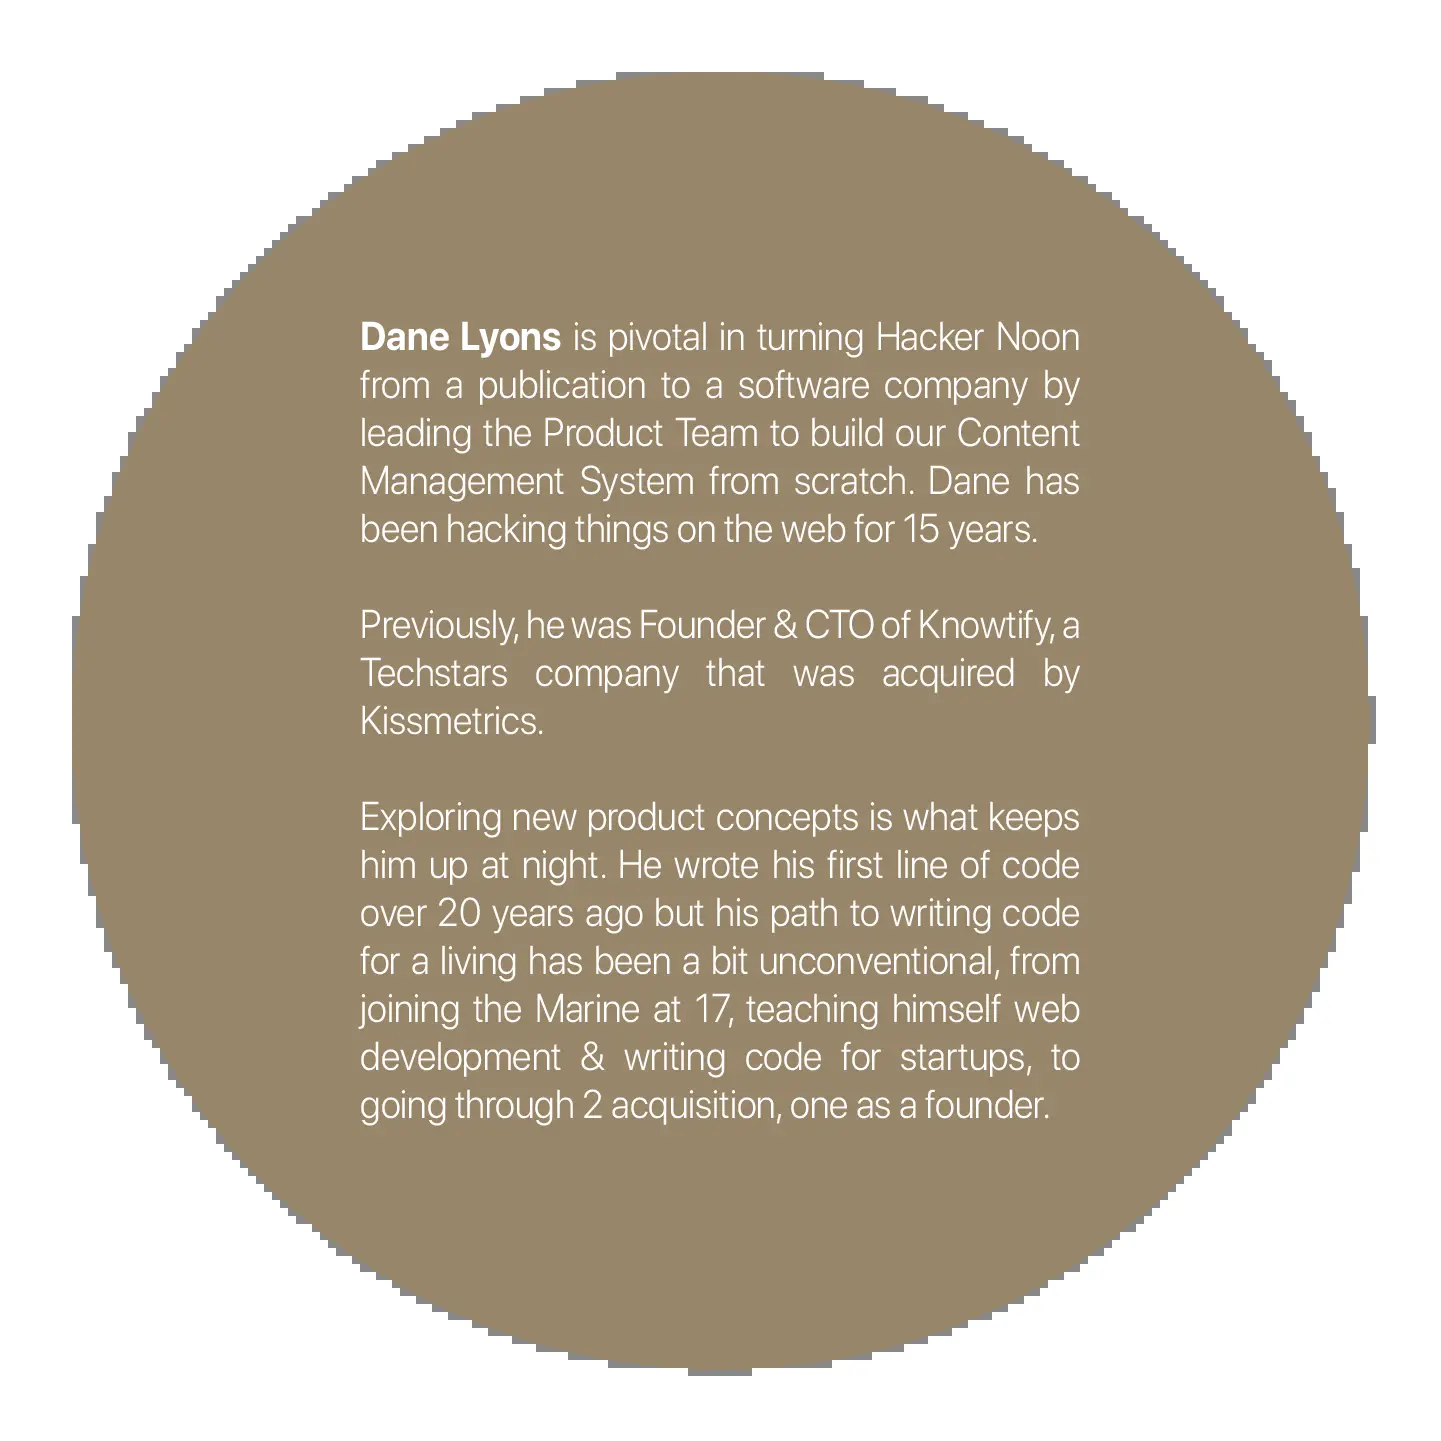 Dane Lyons is pivotal in turning Hacker Noon
from a publication to a software company by
leading the Product Team to build our Content
Management System from scratch. Dane has
been hacking things on the web for 15 years.
Previously, he was Founder & CTO of Knowtify, a
Techstars company that was acquired by
Kissmetrics.
Exploring new product concepts is what keeps
him up at night. He wrote his first line of code
over 20 years ago but his path to writing code
for a living has been a bit unconventional, from
joining the Marine at 17, teaching himself web
development & writing code for startups, to
going through 2 acquisition, one as a founder.